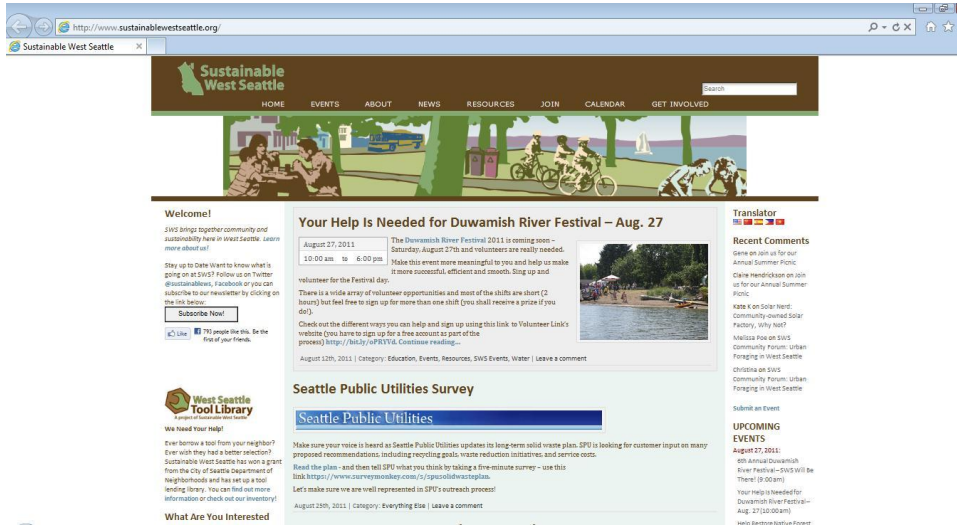 http://www.sustainablewestseattle.org/
Sustainable West Seattle
Sustainable
West Seattle
Search
HOME EVENTS ABOUT NEWS RESOURCES JOIN CALENDAR GET INVOLVED
Welcome!
SWS brings together community and
sustainability here in West Seattle. Learn
more about us!
Stay up to Date Want to know what is
going on at SWS? Follow us on Twitter
@sustainablews, Facebook or you can
subscribe to our newsletter by clicking on
the link below:
Subscribe Now!
Like 793 people like this. Be the
first of your friends.
West Seattle
Tool Library
A project of Sustainable West Seattle
We Need Your Help!
Ever borrow a tool from your neighbor?
Ever wish they had a better selection?
Sustainable West Seattle has won a grant
from the City of Seattle Department of
Neighborhoods and has set up a tool
lending library. You can find out more
information or check out our inventory!
What Are You Interested
Your Help Is Needed for Duwamish River Festival – Aug. 27
August 27, 2011
10:00 am to 6:00 pm
The Duwamish River Festival 2011 is coming soon –
Saturday, August 27th and volunteers are really needed.
Make this event more meaningful to you and help us make
it more successful, efficient and smooth. Sing up and
volunteer for the Festival day.
There is a wide array of volunteer opportunities and most of the shifts are short (2
hours) but feel free to sign up for more than one shift (you shall receive a prize if you
do!).
Check out the different ways you can help and sign up using this link to Volunteer Link's
website (you have to sign up for a free account as part of the
process) http://bit.ly/oPRYVd. Continue reading...
August 12th, 2011 | Category: Education, Events, Resources, SWS Events, Water | Leave a comment
Seattle Public Utilities Survey
Seattle Public Utilities
Make sure your voice is heard as Seattle Public Utilities updates its long-term solid waste plan. SPU is looking for customer input on many
proposed recommendations, including recycling goals, waste reduction initiatives, and service costs.
Read the plan - and then tell SPU what you think by taking a five-minute survey – use this
link https://www.surveymonkey.com/s/spusolidwasteplan.
Let's make sure we are well represented in SPU's outreach process!
August 25th, 2011 | Category: Everything Else | Leave a comment
Translator
Recent Comments
Gene on Join us for our
Annual Summer Picnic
Claire Hendrickson on Join
us for our Annual Summer
Picnic
Kate K on Solar Nerd:
Community-owned Solar
Factory, Why Not?
Melissa Poe on SWS
Community Forum: Urban
Foraging in West Seattle
Christina on SWS
Community Forum: Urban
Foraging in West Seattle
Submit an Event
UPCOMING
EVENTS
August 27, 2011:
6th Annual Duwamish
River Festival – SWS Will Be
There! (9:00am)
Your Help Is Needed for
Duwamish River Festival –
Aug. 27 (10:00am)
Help Restore Native Forest